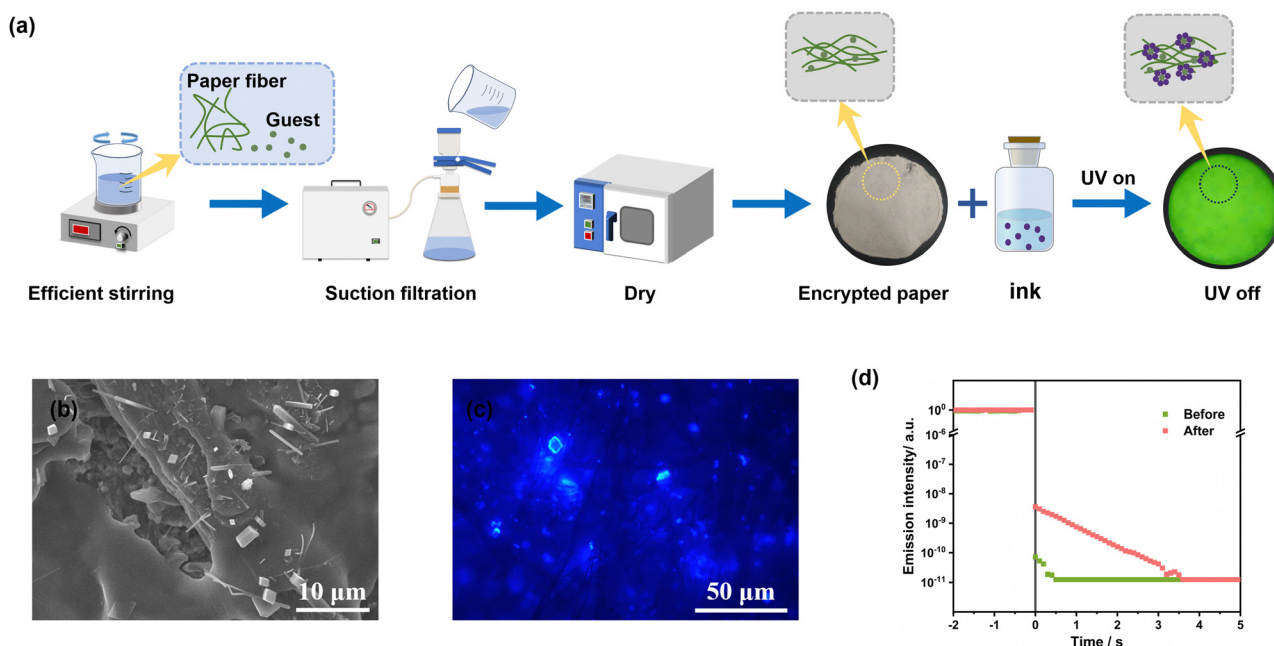 (a)
Paper fiber
Guest
UV on
Efficient stirring
Suction filtration
Dry
Encrypted paper
ink
UV off
(b)
10 μm
(c)
50 μm
(d)
Emission intensity/ a.u.
10⁰
10⁻⁶
10⁻⁷
10⁻⁸
10⁻⁹
10⁻¹⁰
10⁻¹¹
Before
After
-2 -1 0 1 2 3 4 5
Time / s